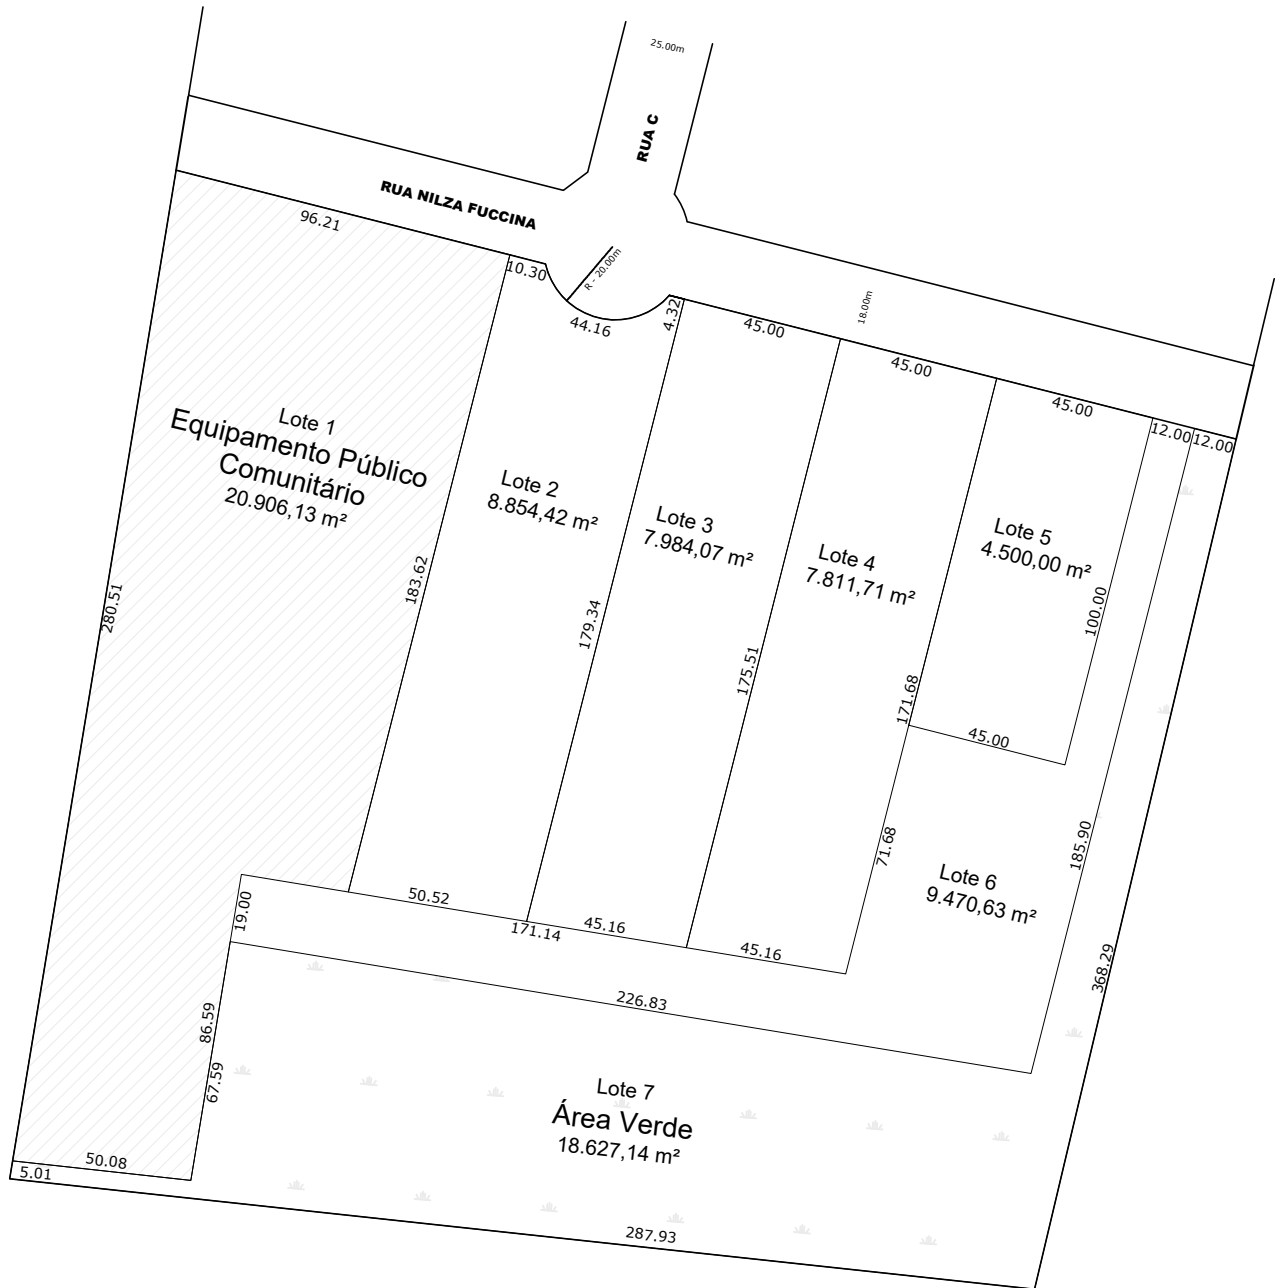 25.00m
RUA C
RUA NILZA FUCCINA
96.21
10.30
R - 20.00m
44.16
4.32
45.00
18.00m
45.00
45.00
12.00
12.00
Lote 1
Equipamento Público
Comunitário
20.906,13 m²
Lote 2
8.854,42 m²
Lote 3
7.984,07 m²
Lote 4
7.811,71 m²
Lote 5
4.500,00 m²
280.51
183.62
179.34
175.51
171.68
100.00
45.00
71.68
185.90
Lote 6
9.470,63 m²
19.00
50.52
171.14
45.16
45.16
368.29
226.83
86.59
67.59
Lote 7
Área Verde
18.627,14 m²
50.08
5.01
287.93